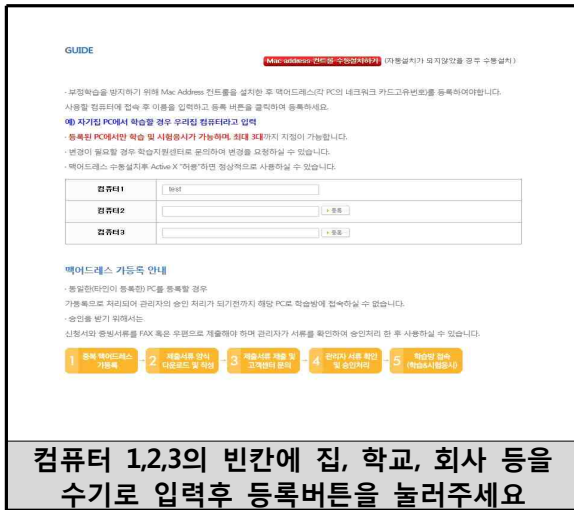 GUIDE
Mac address 컨트롤 수동설치하기 (자동설치가 되지않았을 경우 수동설치)
· 부정학습을 방지하기 위해 Mac Address 컨트롤을 설치한 후 맥어드레스(각 PC의 네크워크 카드고유번호)를 등록하여야합니다.
사용할 컴퓨터에 접속 후 이름을 입력하고 등록 버튼을 클릭하여 등록하세요.
예) 자기집 PC에서 학습할 경우 우리집 컴퓨터라고 입력
· 등록된 PC에서만 학습 및 시험응시가 가능하며, 최대 3대까지 지정이 가능합니다.
· 변경이 필요할 경우 학습지원센터로 문의하여 변경을 요청하실 수 있습니다.
· 맥어드레스 수동설치후 Active X "허용"하면 정상적으로 사용하실 수 있습니다.
컴퓨터1 test
컴퓨터2 등록
컴퓨터3 등록
맥어드레스 가등록 안내
· 동일한(타인이 등록한) PC를 등록할 경우
가등록으로 처리되어 관리자의 승인 처리가 되기전까지 해당 PC로 학습방에 접속하실 수 없습니다.
· 승인을 받기 위해서는
신청서와 증빙서류를 FAX 혹은 우편으로 제출해야 하며 관리자가 서류를 확인하여 승인처리 한 후 사용하실 수 있습니다.
1 중복 맥어드레스 가등록
2 제출서류 양식 다운로드 및 작성
3 제출서류 제출 및 고객센터 문의
4 관리자 서류 확인 및 승인처리
5 학습방 접속 (학습&시험응시)
컴퓨터 1,2,3의 빈칸에 집, 학교, 회사 등을
수기로 입력후 등록버튼을 눌러주세요